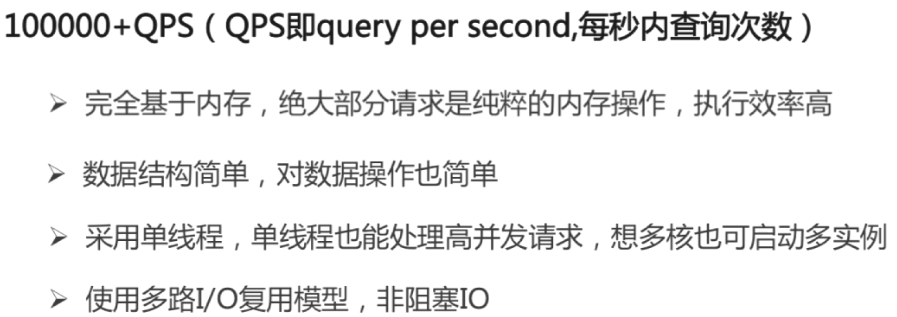 100000+QPS（QPS即query per second,每秒内查询次数）
➢ 完全基于内存，绝大部分请求是纯粹的内存操作，执行效率高
➢ 数据结构简单，对数据操作也简单
➢ 采用单线程，单线程也能处理高并发请求，想多核也可启动多实例
➢ 使用多路I/O复用模型，非阻塞IO